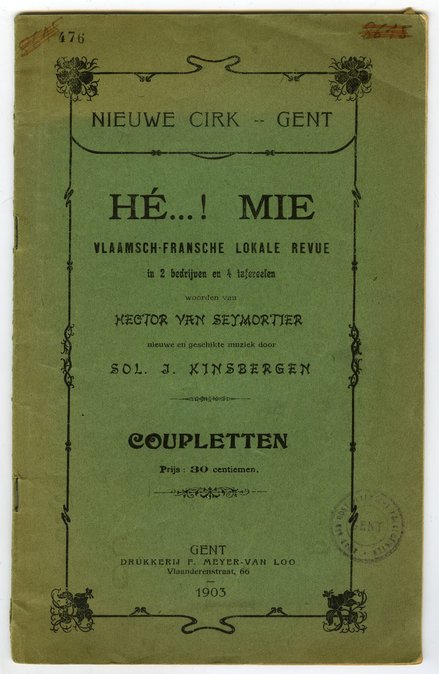 476
NIEUWE CIRK -- GENT
HÉ...! MIE
VLAAMSCH-FRANSCHE LOKALE REVUE
in 2 bedrijven en 4 tafereelen
woorden van
HECTOR VAN SEYMORTIER
nieuwe en geschikte muziek door
SOL. J. KINSBERGEN
COUPLETTEN
Prijs : 30 centiemen.
GENT
GENT
DRUKKERIJ F. MEYER-VAN LOO
Vlaanderenstraat, 66
1903